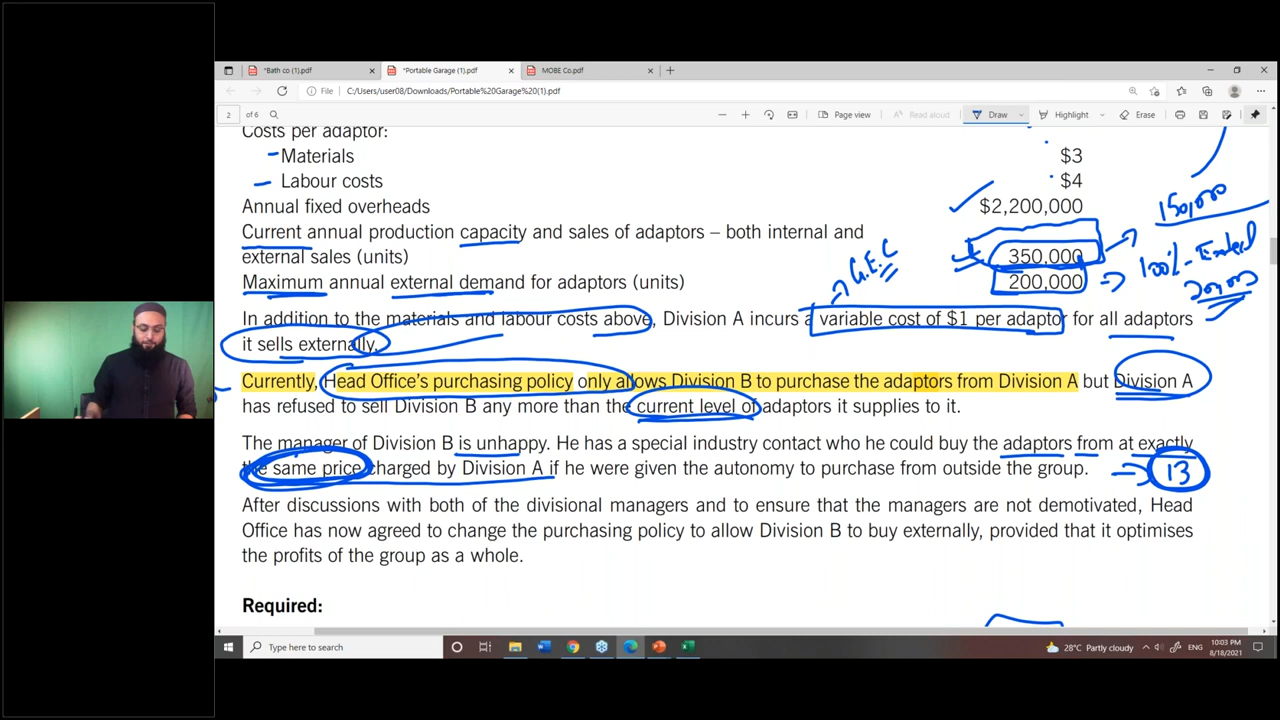 *Bath co (1).pdf
*Portable Garage (1).pdf
MOBE Co.pdf
File | C:/Users/user08/Downloads/Portable%20Garage%20(1).pdf
2 of 6
Page view
Read aloud
Draw
Highlight
Erase
Costs per adaptor:
Materials $3
Labour costs $4
Annual fixed overheads $2,200,000
150,000
Current annual production capacity and sales of adaptors – both internal and
external sales (units) 350,000
100%
G.E.C
Maximum annual external demand for adaptors (units) 200,000
In addition to the materials and labour costs above, Division A incurs a variable cost of $1 per adaptor for all adaptors
it sells externally.
Currently, Head Office's purchasing policy only allows Division B to purchase the adaptors from Division A but Division A
has refused to sell Division B any more than the current level of adaptors it supplies to it.
The manager of Division B is unhappy. He has a special industry contact who he could buy the adaptors from at exactly
the same price charged by Division A if he were given the autonomy to purchase from outside the group.
13
After discussions with both of the divisional managers and to ensure that the managers are not demotivated, Head
Office has now agreed to change the purchasing policy to allow Division B to buy externally, provided that it optimises
the profits of the group as a whole.
Required:
Type here to search
28°C Partly cloudy
ENG
10:03 PM
8/18/2021